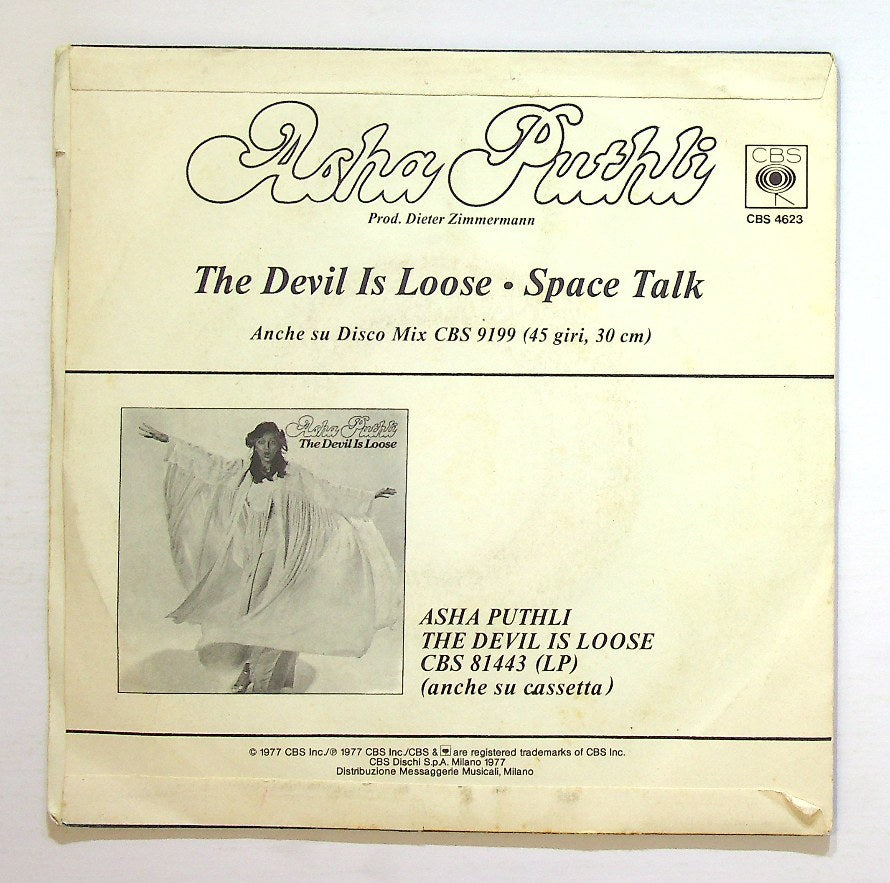 Asha Puthli
CBS
Prod. Dieter Zimmermann
CBS 4623
The Devil Is Loose • Space Talk
Anche su Disco Mix CBS 9199 (45 giri, 30 cm)
Asha Puthli
The Devil Is Loose
ASHA PUTHLI
THE DEVIL IS LOOSE
CBS 81443 (LP)
(anche su cassetta)
© 1977 CBS Inc./℗ 1977 CBS Inc./CBS & are registered trademarks of CBS Inc.
CBS Dischi S.p.A. Milano 1977
Distribuzione Messaggerie Musicali, Milano